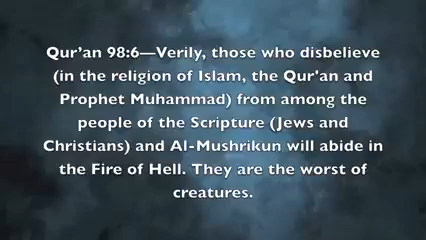 Qur’an 98:6—Verily, those who disbelieve
(in the religion of Islam, the Qur'an and
Prophet Muhammad) from among the
people of the Scripture (Jews and
Christians) and Al-Mushrikun will abide in
the Fire of Hell. They are the worst of
creatures.